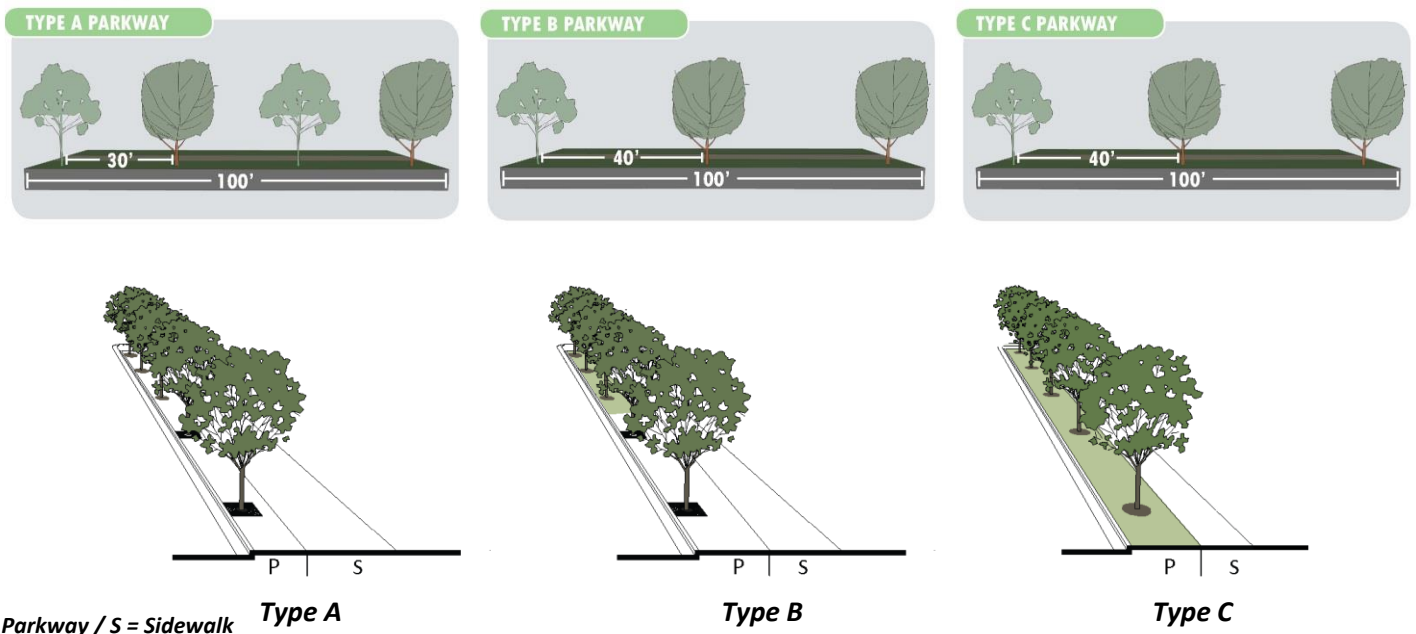 TYPE A PARKWAY
TYPE B PARKWAY
TYPE C PARKWAY
30’
40’
40’
100’
100’
100’
P S
P S
P S
Type A
Type B
Type C
Parkway / S = Sidewalk